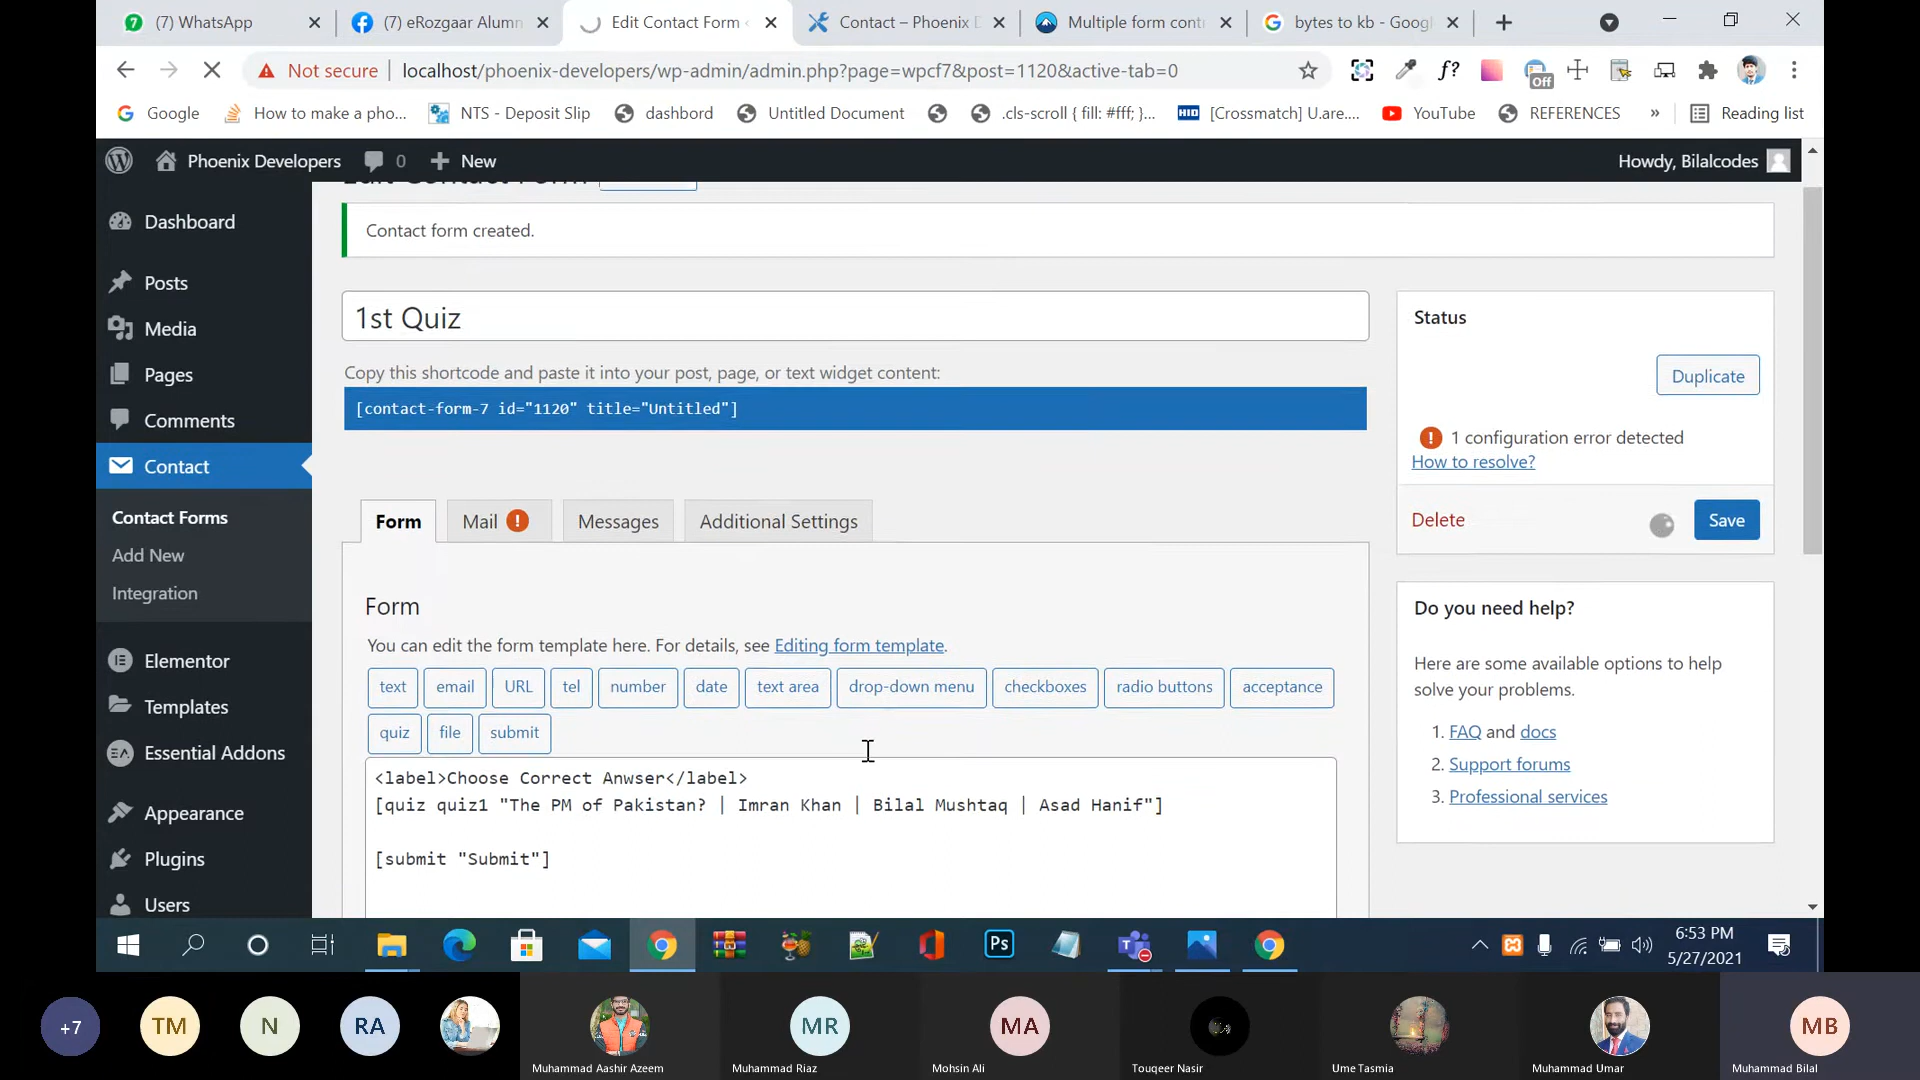 (7) WhatsApp
(7) eRozgaar Alumn
Edit Contact Form
Contact – Phoenix D
Multiple form contr
bytes to kb - Google
Not secure
localhost/phoenix-developers/wp-admin/admin.php?page=wpcf7&post=1120&active-tab=0
f?
Off
Google
How to make a pho...
NTS - Deposit Slip
dashbord
Untitled Document
.cls-scroll { fill: #fff; }...
HID
[Crossmatch] U.are....
YouTube
REFERENCES
»
Reading list
Phoenix Developers
0
New
Howdy, Bilalcodes
Dashboard
Posts
Media
Pages
Comments
Contact
Contact Forms
Add New
Integration
Elementor
Templates
Essential Addons
Appearance
Plugins
Users
Contact form created.
1st Quiz
Copy this shortcode and paste it into your post, page, or text widget content:
[contact-form-7 id="1120" title="Untitled"]
Form
Mail
Messages
Additional Settings
Form
You can edit the form template here. For details, see Editing form template.
text
email
URL
tel
number
date
text area
drop-down menu
checkboxes
radio buttons
acceptance
quiz
file
submit
<label>Choose Correct Anwser</label>
[quiz quiz1 "The PM of Pakistan? | Imran Khan | Bilal Mushtaq | Asad Hanif"]
[submit "Submit"]
Status
Duplicate
1 configuration error detected
How to resolve?
Delete
Save
Do you need help?
Here are some available options to help
solve your problems.
1. FAQ and docs
2. Support forums
3. Professional services
Ps
6:53 PM
5/27/2021
+7
TM
N
RA
Muhammad Aashir Azeem
MR
Muhammad Riaz
MA
Mohsin Ali
Touqeer Nasir
Ume Tasmia
Muhammad Umar
MB
Muhammad Bilal